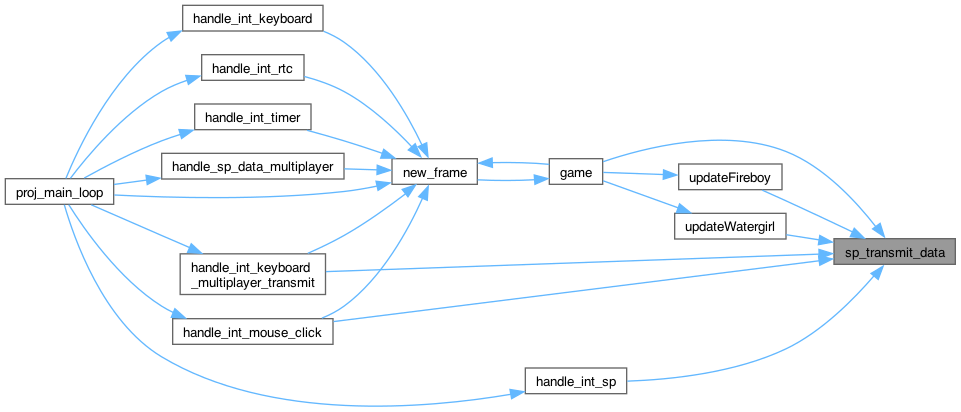 handle_int_keyboard
handle_int_rtc
handle_int_timer
handle_sp_data_multiplayer
proj_main_loop
new_frame
game
updateFireboy
updateWatergirl
sp_transmit_data
handle_int_keyboard
_multiplayer_transmit
handle_int_mouse_click
handle_int_sp